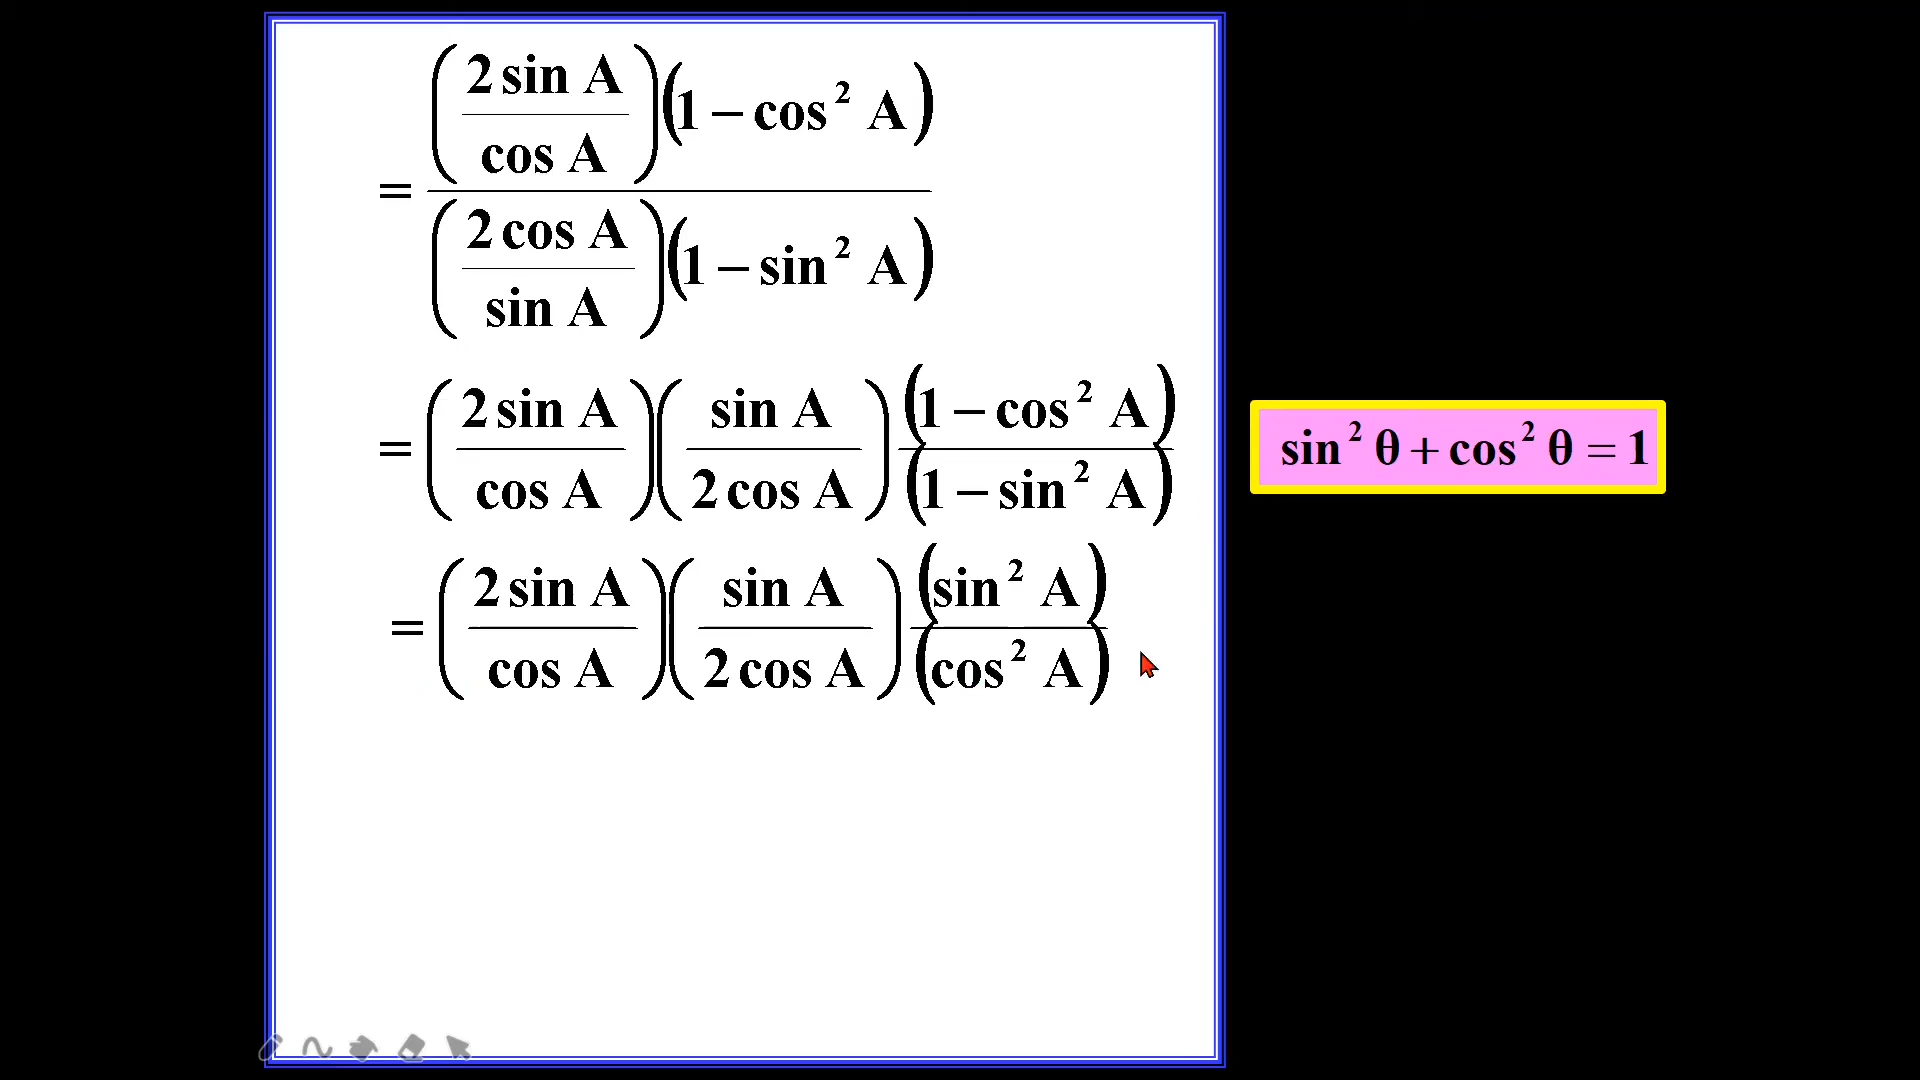 = ((2 sin A / cos A)(1 − cos² A)) / ((2 cos A / sin A)(1 − sin² A))
= (2 sin A / cos A)(sin A / 2 cos A) (1 − cos² A) / (1 − sin² A)
sin² θ + cos² θ = 1
= (2 sin A / cos A)(sin A / 2 cos A) (sin² A) / (cos² A)